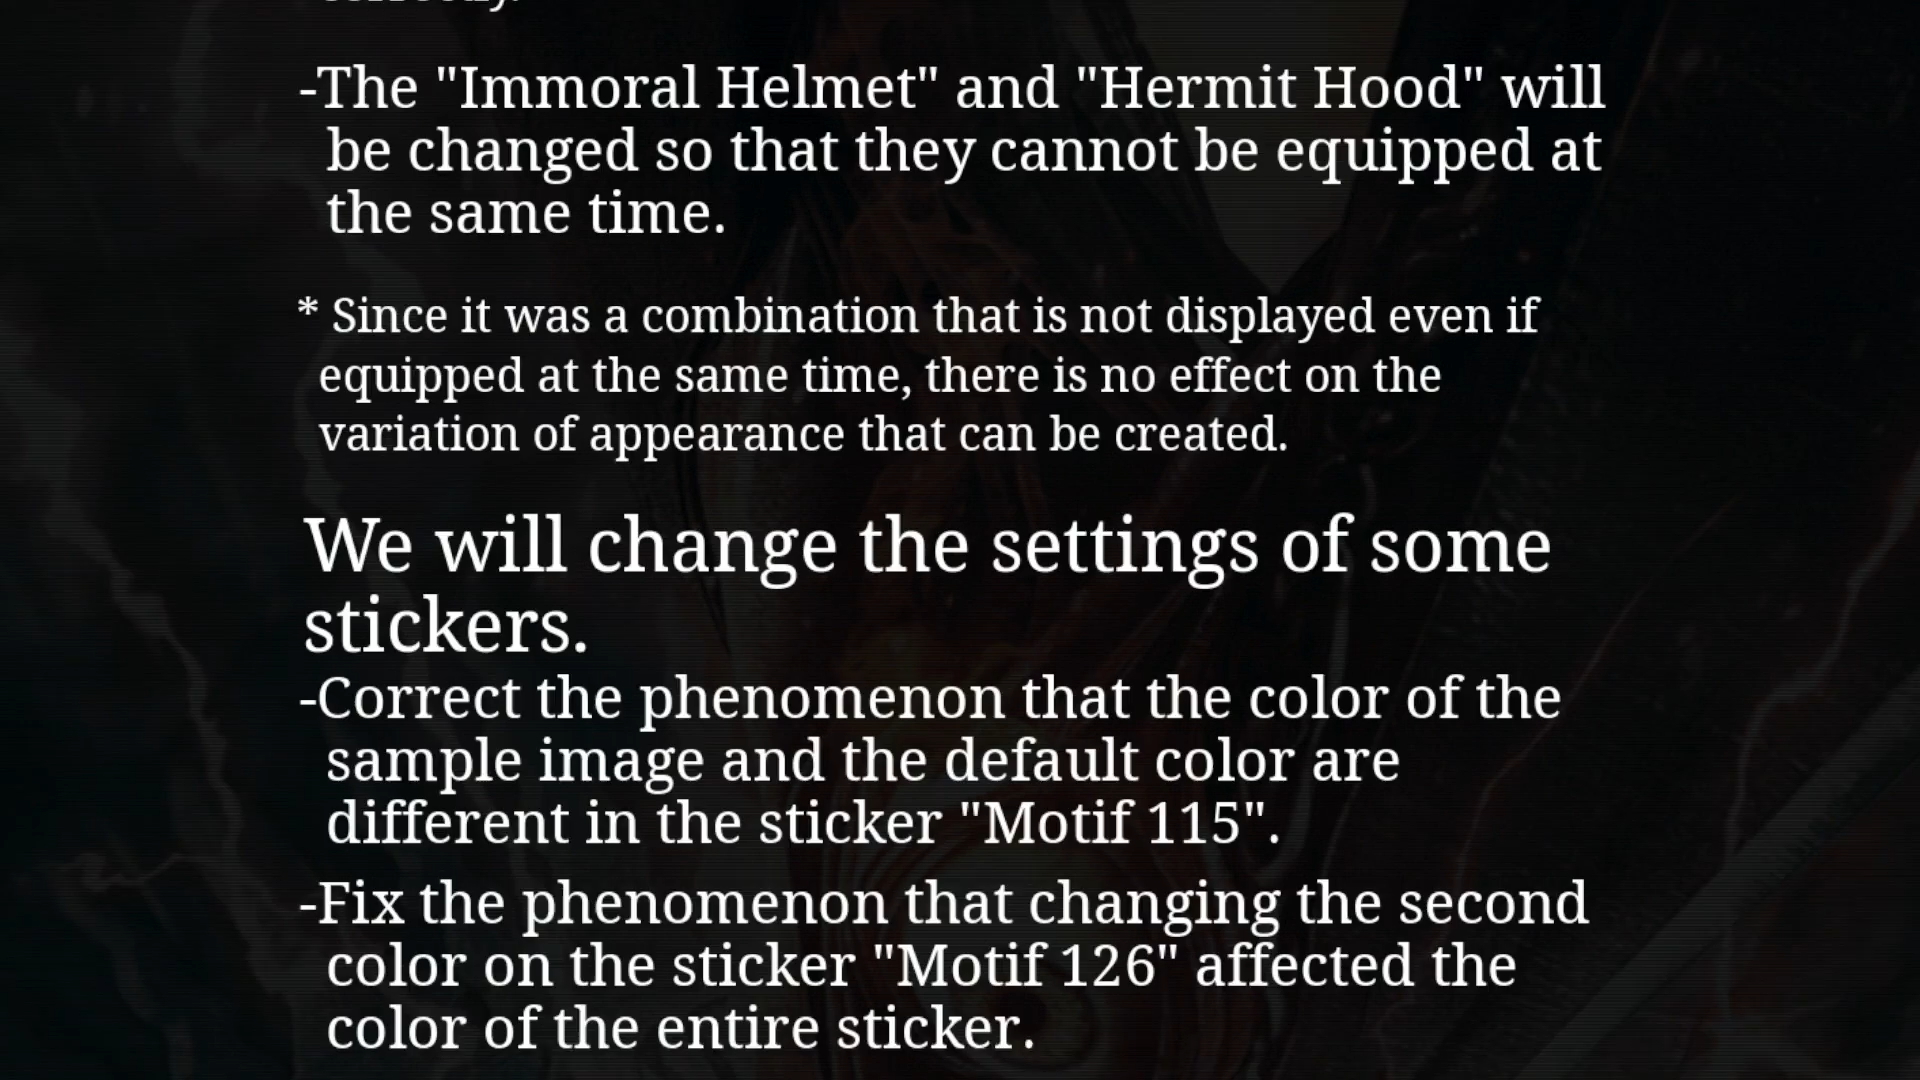 -The "Immoral Helmet" and "Hermit Hood" will
be changed so that they cannot be equipped at
the same time.
* Since it was a combination that is not displayed even if
equipped at the same time, there is no effect on the
variation of appearance that can be created.
We will change the settings of some
stickers.
-Correct the phenomenon that the color of the
sample image and the default color are
different in the sticker "Motif 115".
-Fix the phenomenon that changing the second
color on the sticker "Motif 126" affected the
color of the entire sticker.